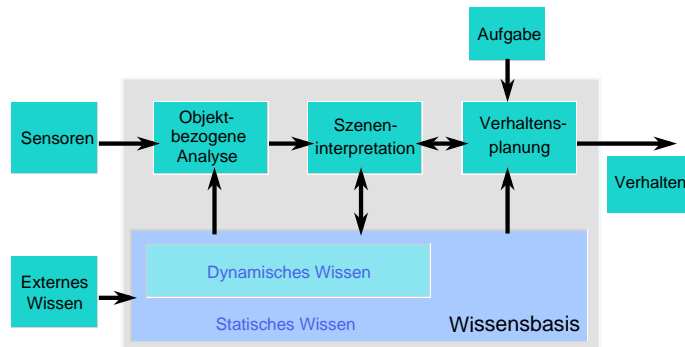 Aufgabe
Sensoren
Objekt-
bezogene
Analyse
Szenen-
interpretation
Verhaltens-
planung
Verhalten
Externes
Wissen
Dynamisches Wissen
Statisches Wissen
Wissensbasis